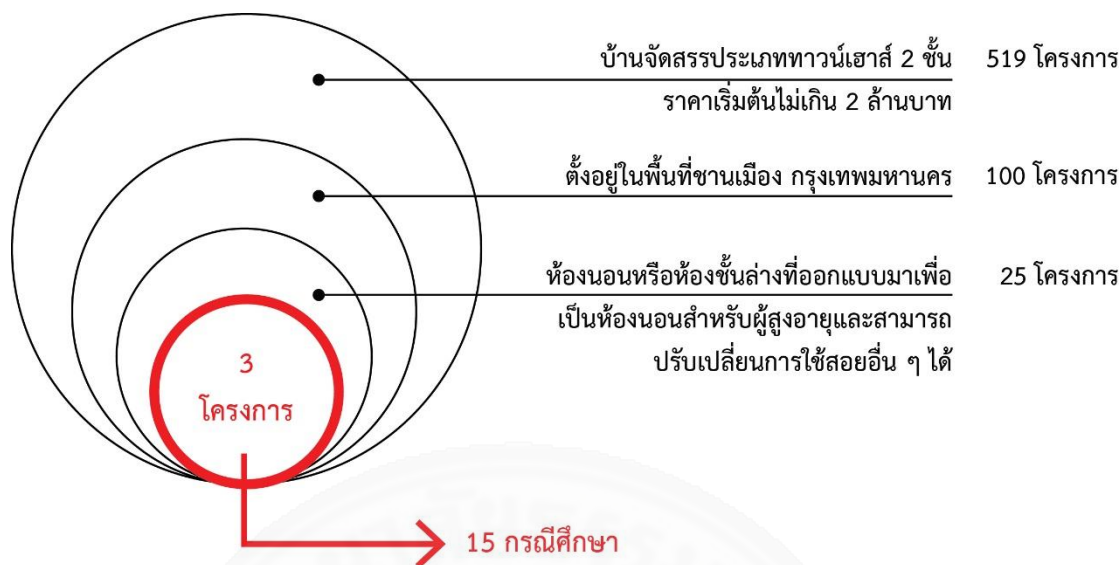 บ้านจัดสรรประเภททาวน์เฮาส์ 2 ชั้น 519 โครงการ
ราคาเริ่มต้นไม่เกิน 2 ล้านบาท
ตั้งอยู่ในพื้นที่ชานเมือง กรุงเทพมหานคร 100 โครงการ
ห้องนอนหรือห้องชั้นล่างที่ออกแบบมาเพื่อ 25 โครงการ
เป็นห้องนอนสำหรับผู้สูงอายุและสามารถ
ปรับเปลี่ยนการใช้สอยอื่น ๆ ได้
3
โครงการ
15 กรณีศึกษา